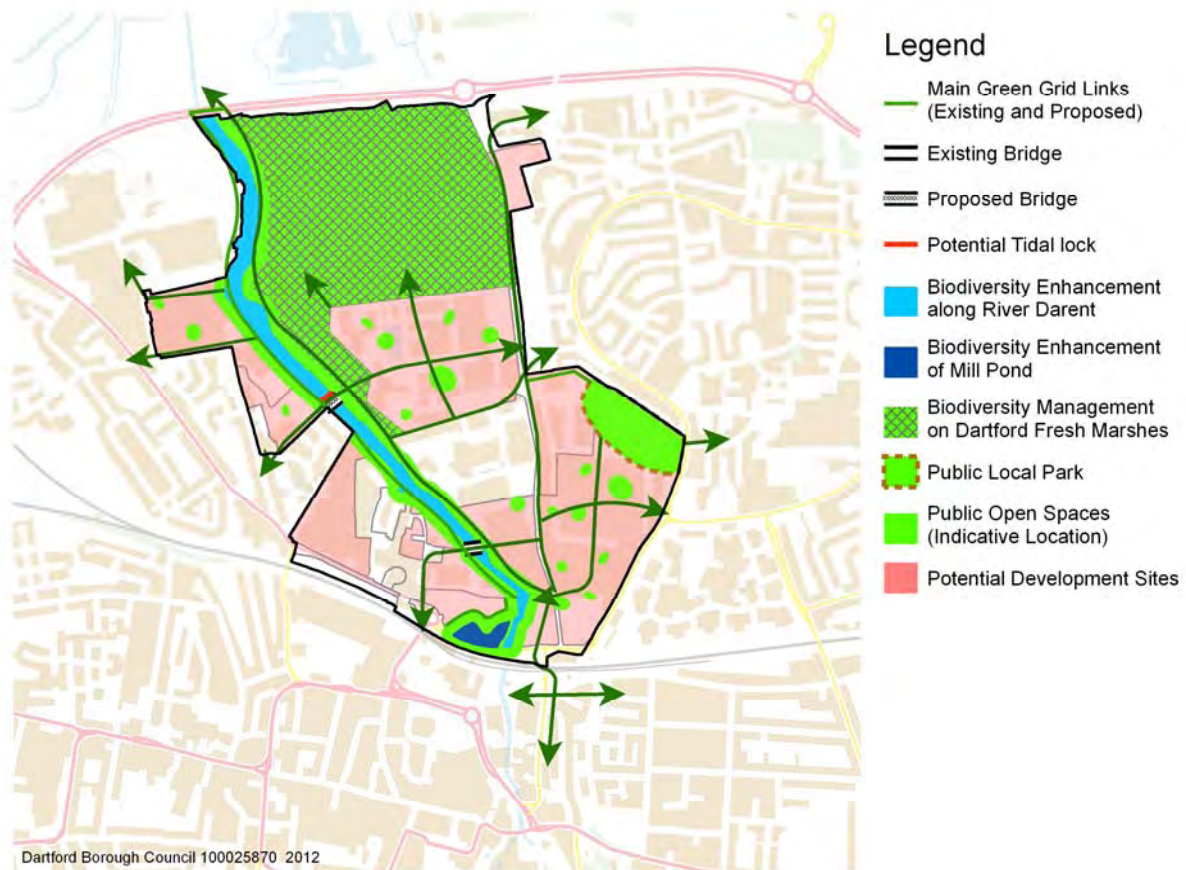 Legend
Main Green Grid Links
(Existing and Proposed)
Existing Bridge
Proposed Bridge
Potential Tidal lock
Biodiversity Enhancement
along River Darent
Biodiversity Enhancement
of Mill Pond
Biodiversity Management
on Dartford Fresh Marshes
Public Local Park
Public Open Spaces
(Indicative Location)
Potential Development Sites
Dartford Borough Council 100025870 2012